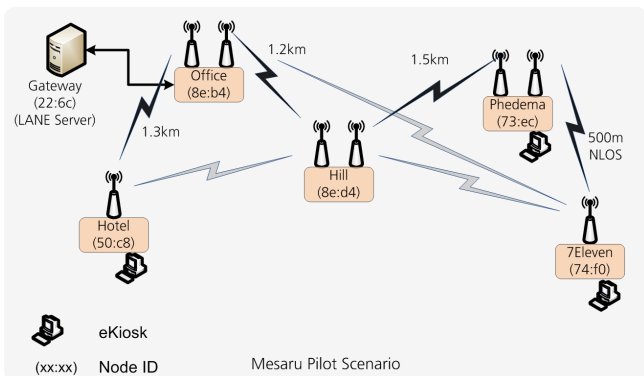 1.2km
Office
(8e:b4)
Gateway
(22:6c)
(LANE Server)
1.3km
1.5km
Phedema
(73:ec)
500m
NLOS
Hill
(8e:d4)
Hotel
(50:c8)
7Eleven
(74:f0)
eKiosk
(xx:xx) Node ID
Mesaru Pilot Scenario